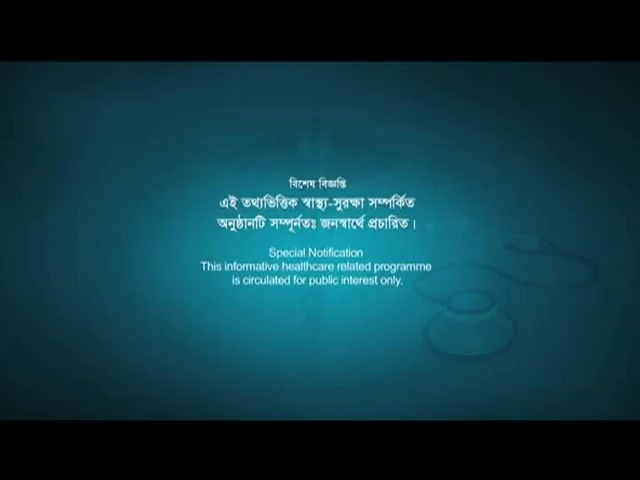 বিশেষ বিজ্ঞপ্তি
এই তথ্যভিত্তিক স্বাস্থ্য-সুরক্ষা সম্পর্কিত
অনুষ্ঠানটি সম্পূর্নতঃ জনস্বার্থে প্রচারিত।
Special Notification
This informative healthcare related programme
is circulated for public interest only.